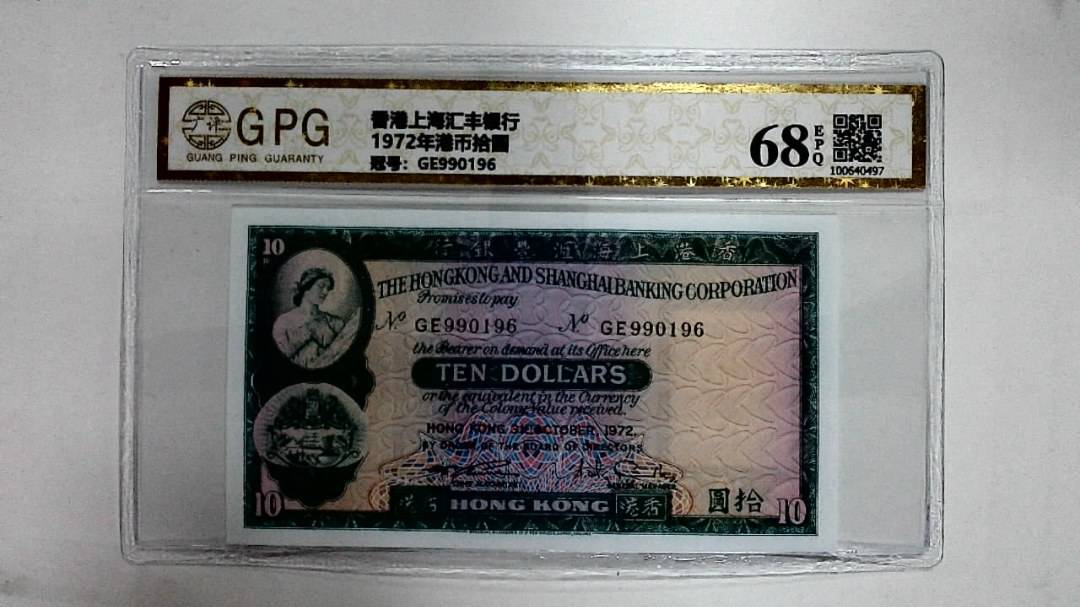 GPG
GUANG PING GUARANTY
香港上海汇丰银行
1972年港币拾圆
冠号：GE990196
68 EPQ
100640497
10
行銀豐滙海上港香
THE HONGKONG AND SHANGHAI BANKING CORPORATION
Promises to pay
No GE990196 No GE990196
the Bearer on demand at its Office here
TEN DOLLARS
or the equivalent in the Currency
of the Colony Value received.
HONG KONG 31 OCTOBER 1972.
BY ORDER OF THE BOARD OF DIRECTORS
10 HONG KONG 港香 圓拾 10